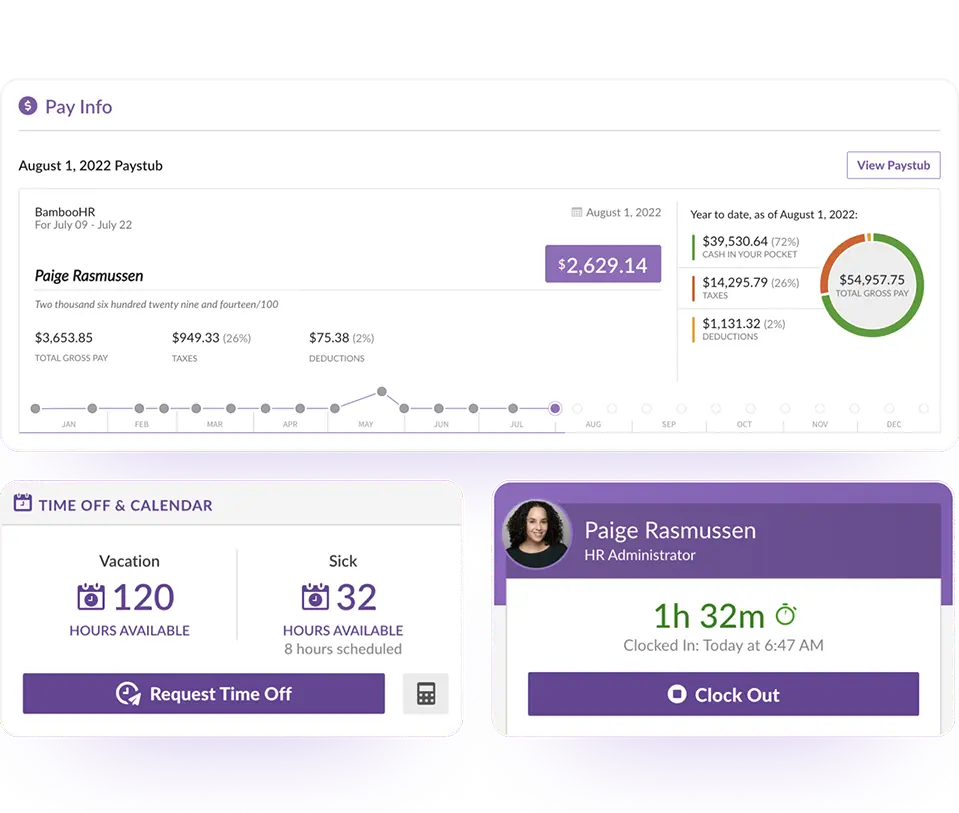 $ Pay Info
August 1, 2022 Paystub
View Paystub
BambooHR
For July 09 - July 22
August 1, 2022
$2,629.14
Paige Rasmussen
Two thousand six hundred twenty nine and fourteen/100
$3,653.85
TOTAL GROSS PAY
$949.33 (26%)
TAXES
$75.38 (2%)
DEDUCTIONS
Year to date, as of August 1, 2022:
$39,530.64 (72%)
CASH IN YOUR POCKET
$14,295.79 (26%)
TAXES
$1,131.32 (2%)
DEDUCTIONS
$54,957.75
TOTAL GROSS PAY
JAN FEB MAR APR MAY JUN JUL AUG SEP OCT NOV DEC
TIME OFF & CALENDAR
Vacation
120
HOURS AVAILABLE
Sick
32
HOURS AVAILABLE
8 hours scheduled
Request Time Off
Paige Rasmussen
HR Administrator
1h 32m
Clocked In: Today at 6:47 AM
Clock Out